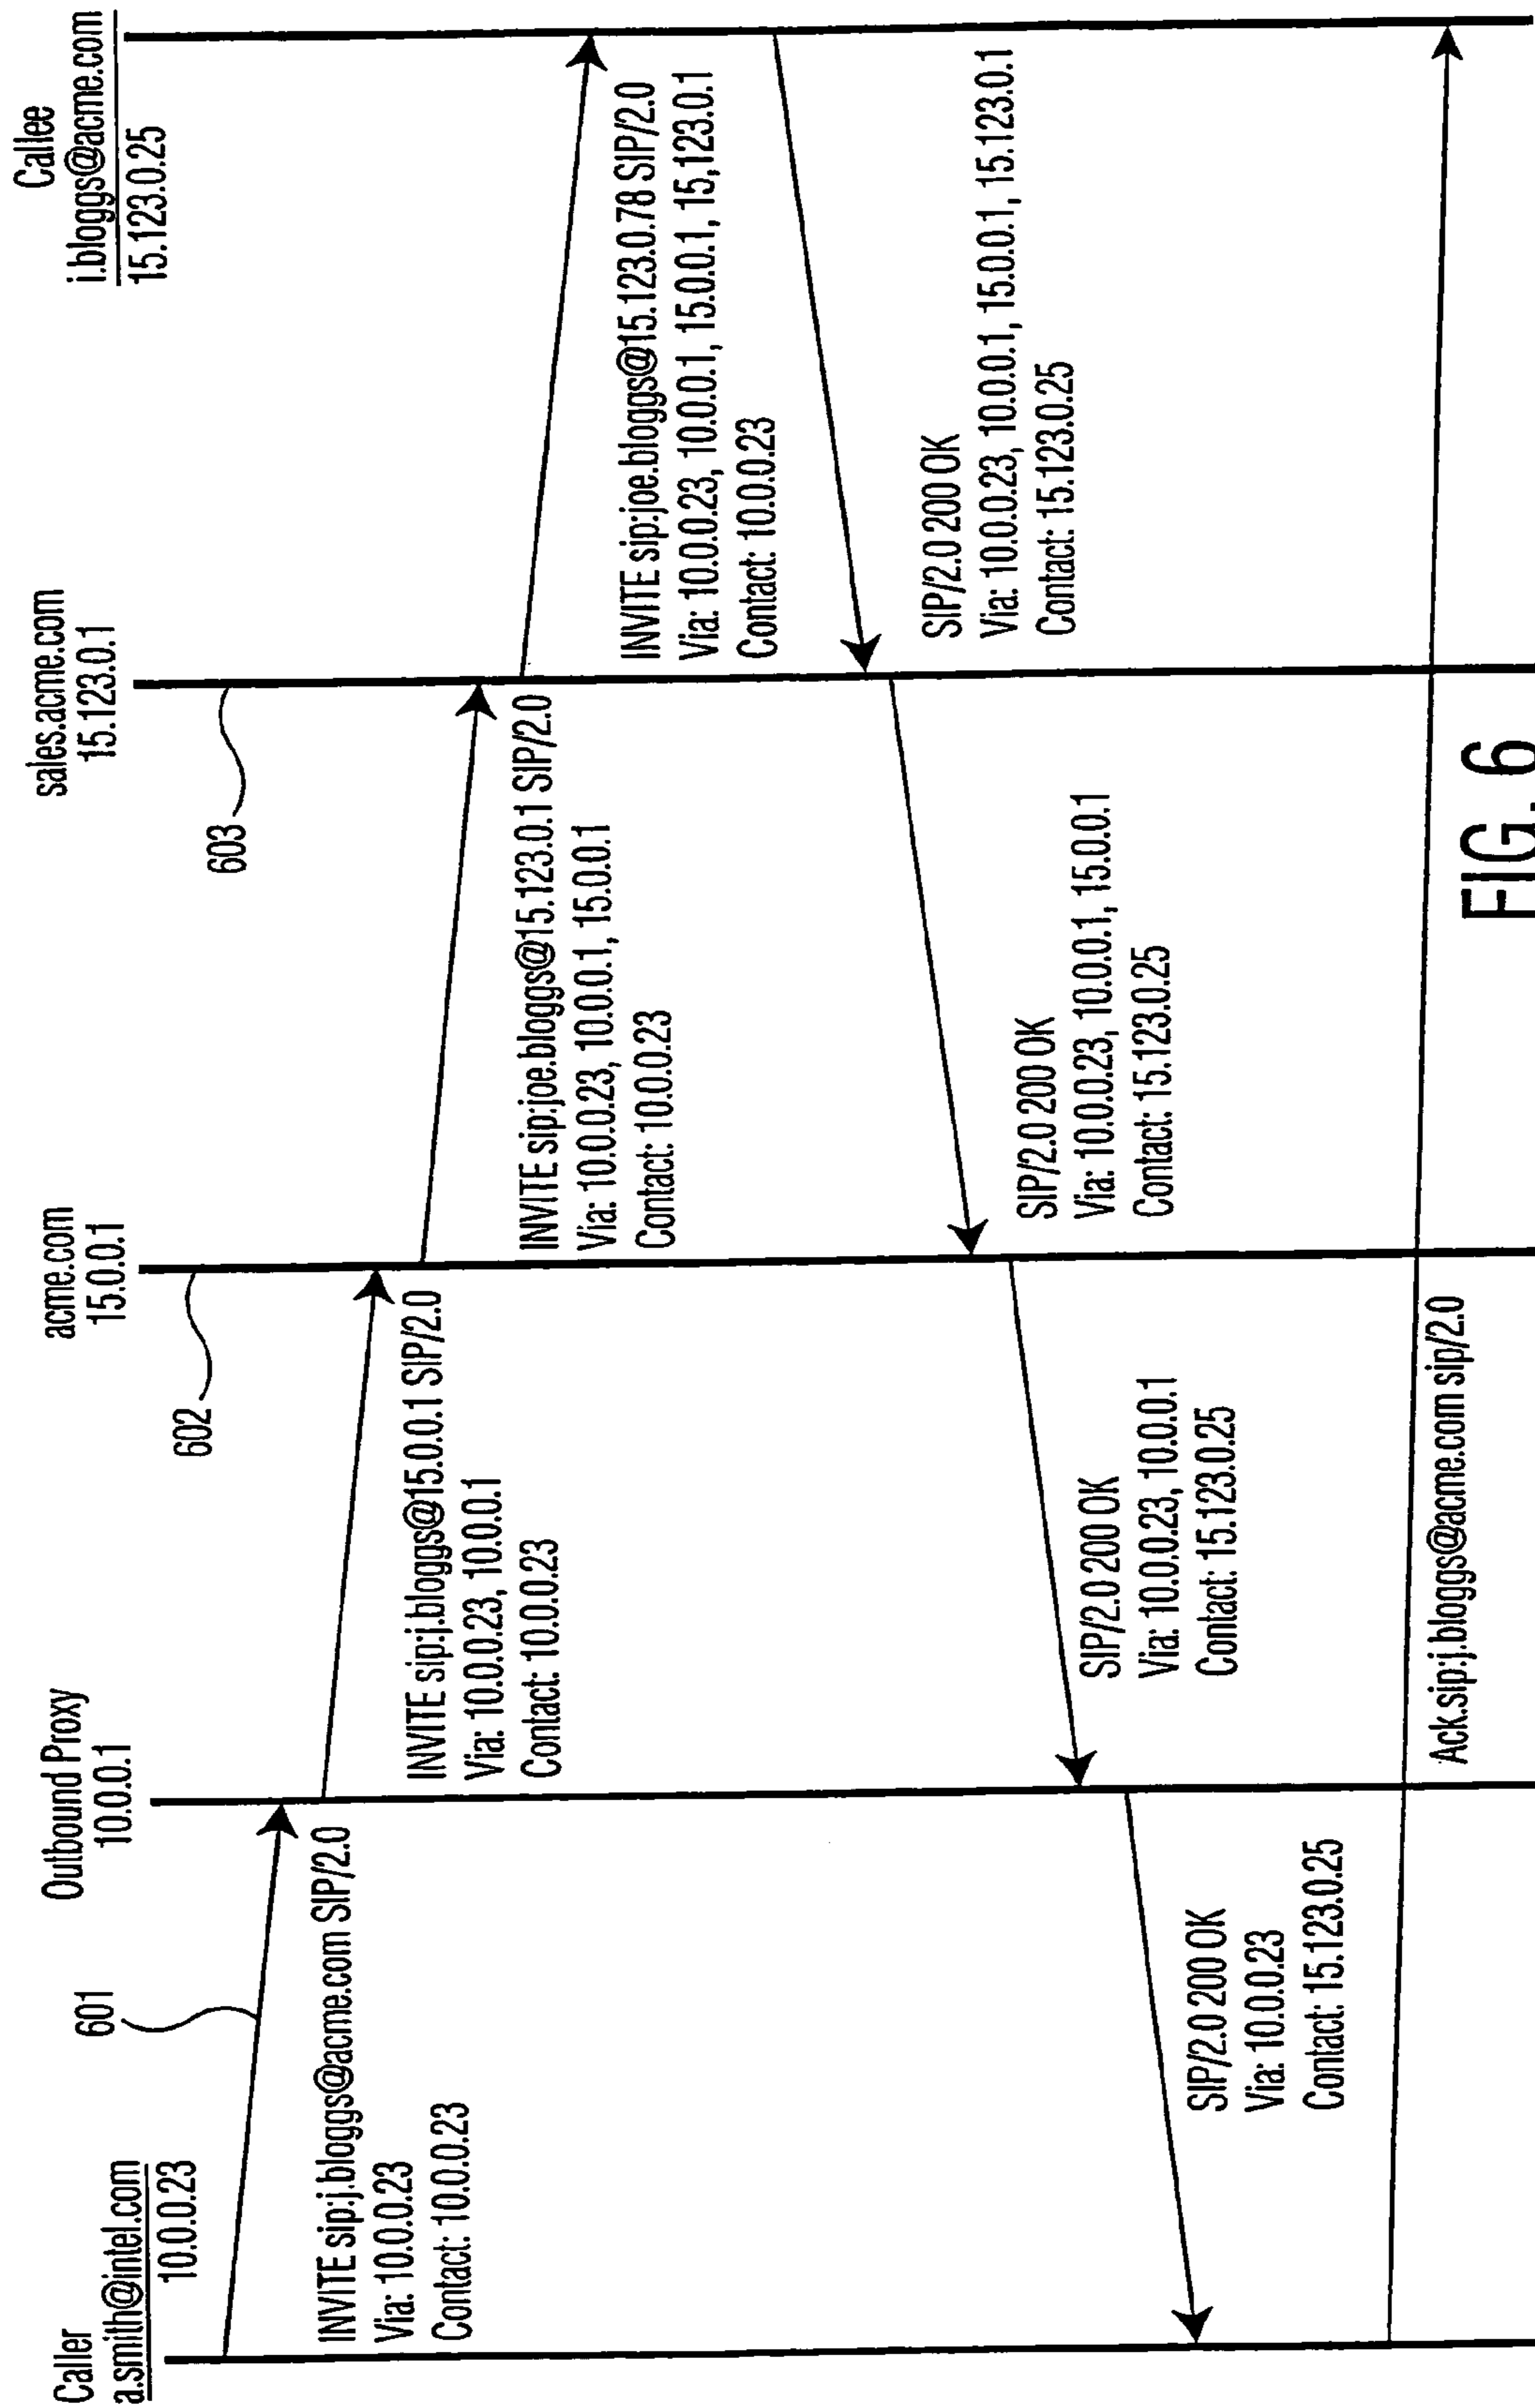 Caller
a.smith@intel.com
10.0.0.23
Outbound Proxy
10.0.0.1
acme.com
15.0.0.1
sales.acme.com
15.123.0.1
Callee
i.bloggs@acme.com
15.123.0.25
601
602
603
INVITE sip:j.bloggs@acme.com SIP/2.0
Via: 10.0.0.23
Contact: 10.0.0.23
INVITE sip:j.bloggs@15.0.0.1 SIP/2.0
Via: 10.0.0.23, 10.0.0.1
Contact: 10.0.0.23
INVITE sip:joe.bloggs@15.123.0.1 SIP/2.0
Via: 10.0.0.23, 10.0.0.1, 15.0.0.1
Contact: 10.0.0.23
INVITE sip:joe.bloggs@15.123.0.78 SIP/2.0
Via: 10.0.0.23, 10.0.0.1, 15.0.0.1, 15,123.0.1
Contact: 10.0.0.23
SIP/2.0 200 OK
Via: 10.0.0.23, 10.0.0.1, 15.0.0.1, 15.123.0.1
Contact: 15.123.0.25
SIP/2.0 200 OK
Via: 10.0.0.23, 10.0.0.1, 15.0.0.1
Contact: 15.123.0.25
SIP/2.0 200 OK
Via: 10.0.0.23, 10.0.0.1
Contact: 15.123.0.25
SIP/2.0 200 OK
Via: 10.0.0.23
Contact: 15.123.0.25
Ack.sip:j.bloggs@acme.com sip/2.0
FIG. 6